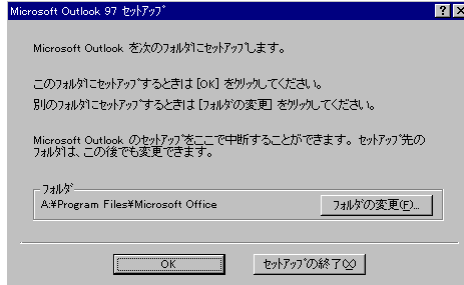 Microsoft Outlook 97 ｾｯﾄｱｯﾌﾟ
Microsoft Outlook を次のﾌｫﾙﾀﾞにｾｯﾄｱｯﾌﾟします。
このﾌｫﾙﾀﾞにｾｯﾄｱｯﾌﾟするときは [OK] をｸﾘｯｸしてください。
別のﾌｫﾙﾀﾞにｾｯﾄｱｯﾌﾟするときは [ﾌｫﾙﾀﾞの変更] をｸﾘｯｸしてください。
Microsoft Outlook のｾｯﾄｱｯﾌﾟをここで中断することができます。ｾｯﾄｱｯﾌﾟ先の
ﾌｫﾙﾀﾞは、この後でも変更できます。
ﾌｫﾙﾀﾞ
A:¥Program Files¥Microsoft Office
ﾌｫﾙﾀﾞの変更(F)...
OK
ｾｯﾄｱｯﾌﾟの終了(X)